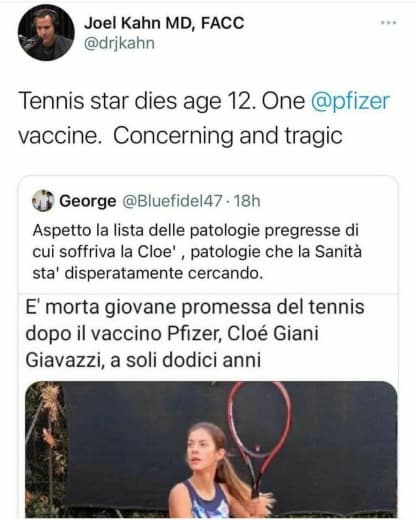 Joel Kahn MD, FACC
@drjkahn
Tennis star dies age 12. One @pfizer
vaccine. Concerning and tragic
George @Bluefidel47 · 18h
Aspetto la lista delle patologie pregresse di
cui soffriva la Cloe' , patologie che la Sanità
sta' disperatamente cercando.
E' morta giovane promessa del tennis
dopo il vaccino Pfizer, Cloé Giani
Giavazzi, a soli dodici anni